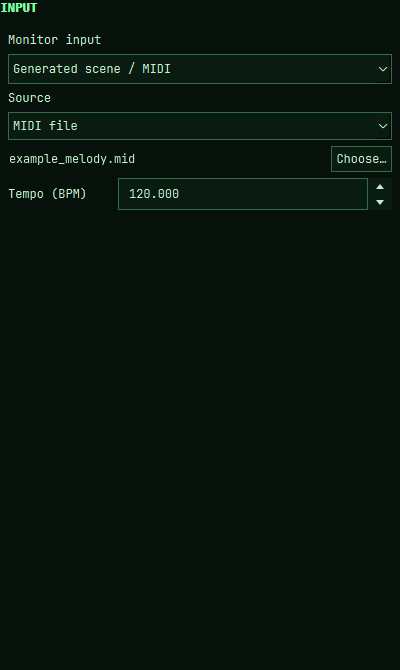 INPUT
Monitor input
Generated scene / MIDI
Source
MIDI file
example_melody.mid Choose…
Tempo (BPM) 120.000